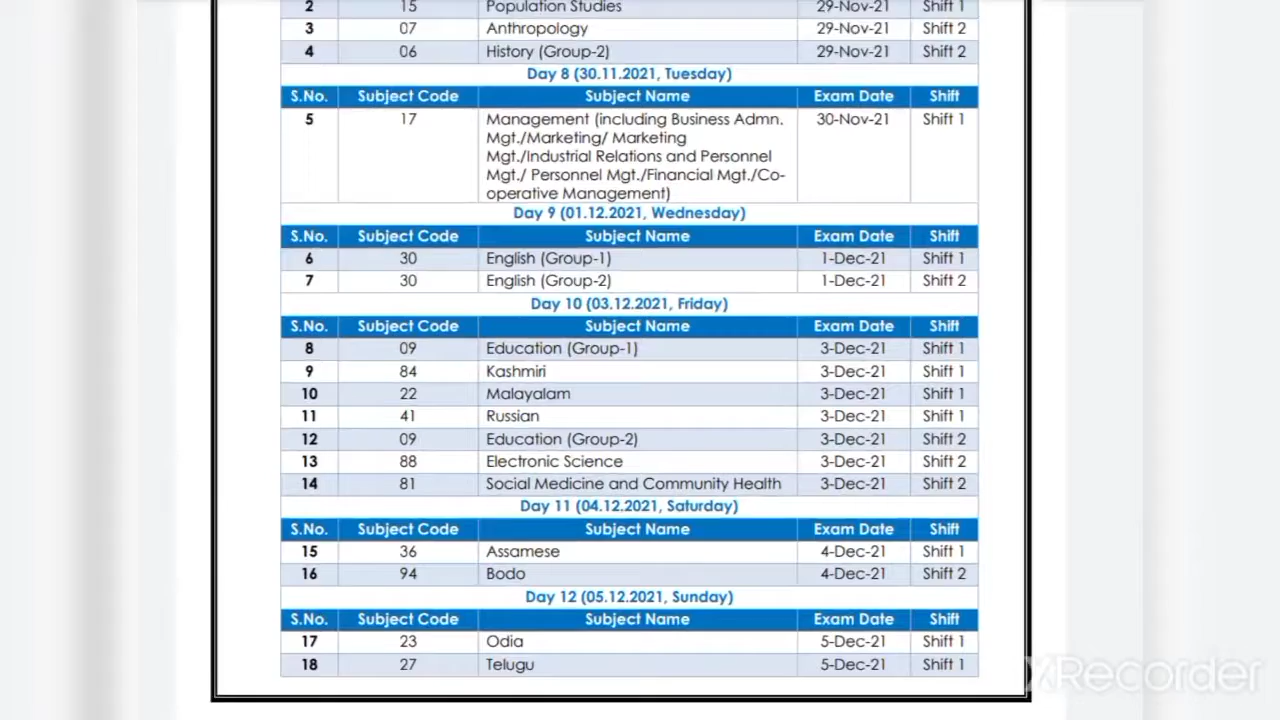 2 15 Population Studies 29-Nov-21 Shift 1
3 07 Anthropology 29-Nov-21 Shift 2
4 06 History (Group-2) 29-Nov-21 Shift 2
Day 8 (30.11.2021, Tuesday)
S.No. Subject Code Subject Name Exam Date Shift
5 17 Management (including Business Admn. 30-Nov-21 Shift 1
Mgt./Marketing/ Marketing
Mgt./Industrial Relations and Personnel
Mgt./ Personnel Mgt./Financial Mgt./Co-
operative Management)
Day 9 (01.12.2021, Wednesday)
S.No. Subject Code Subject Name Exam Date Shift
6 30 English (Group-1) 1-Dec-21 Shift 1
7 30 English (Group-2) 1-Dec-21 Shift 2
Day 10 (03.12.2021, Friday)
S.No. Subject Code Subject Name Exam Date Shift
8 09 Education (Group-1) 3-Dec-21 Shift 1
9 84 Kashmiri 3-Dec-21 Shift 1
10 22 Malayalam 3-Dec-21 Shift 1
11 41 Russian 3-Dec-21 Shift 1
12 09 Education (Group-2) 3-Dec-21 Shift 2
13 88 Electronic Science 3-Dec-21 Shift 2
14 81 Social Medicine and Community Health 3-Dec-21 Shift 2
Day 11 (04.12.2021, Saturday)
S.No. Subject Code Subject Name Exam Date Shift
15 36 Assamese 4-Dec-21 Shift 1
16 94 Bodo 4-Dec-21 Shift 2
Day 12 (05.12.2021, Sunday)
S.No. Subject Code Subject Name Exam Date Shift
17 23 Odia 5-Dec-21 Shift 1
18 27 Telugu 5-Dec-21 Shift 1
XRecorder